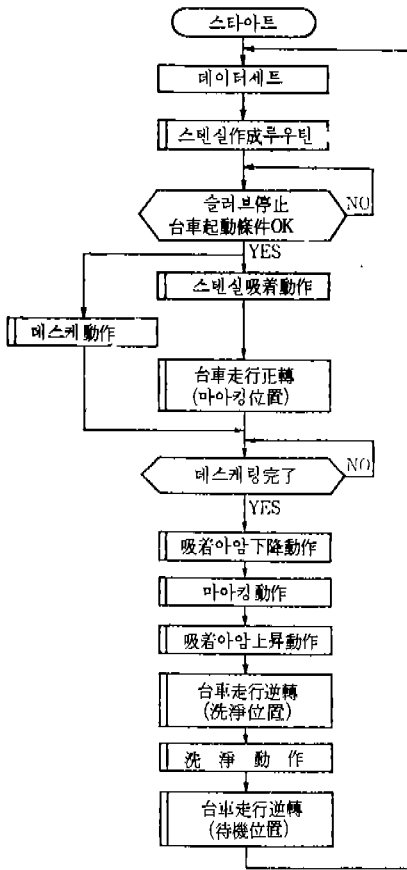 스타아트
데이터세트
스텐실作成루우틴
슬러브停止
台車起動條件OK
NO
YES
스텐실吸着動作
데스케動作
台車走行正轉
(마아킹位置)
데스케링完了
NO
YES
吸着아암下降動作
마아킹動作
吸着아암上昇動作
台車走行逆轉
(洗淨位置)
洗淨動作
台車走行逆轉
(待機位置)